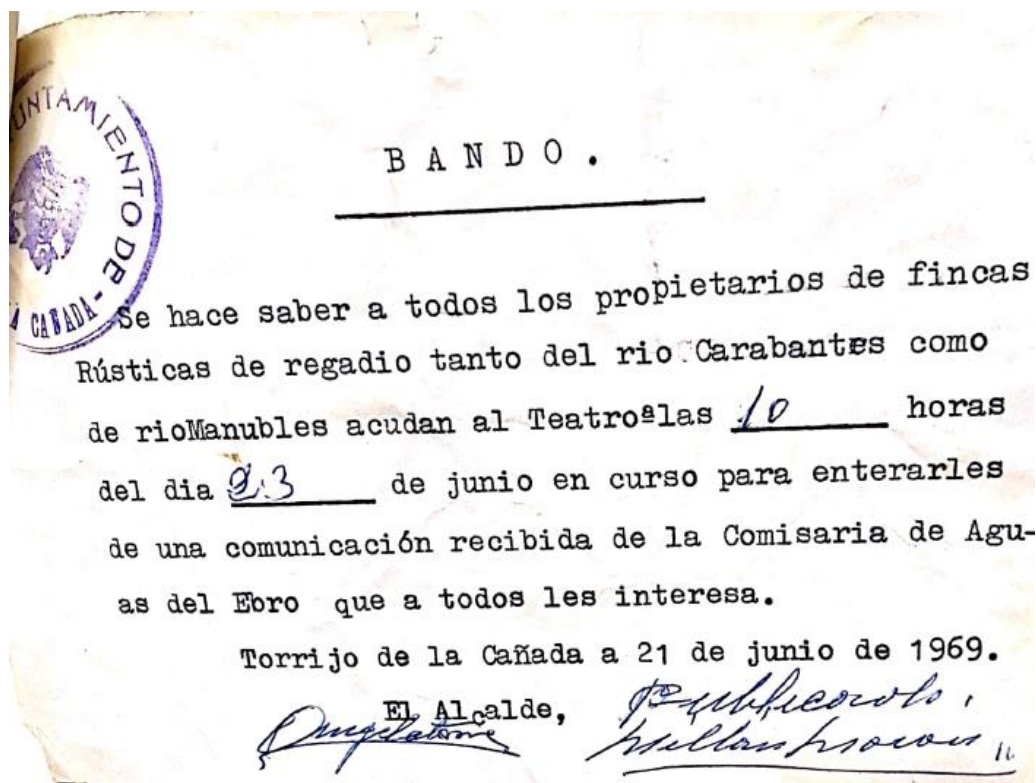 UNTAMIENTO DE -
A CAÑADA -
B A N D O .
Se hace saber a todos los propietarios de fincas
Rústicas de regadio tanto del rio Carabantes como
de rioManubles acudan al Teatroªlas 10 horas
del dia 23 de junio en curso para enterarles
de una comunicación recibida de la Comisaria de Agu-
as del Ebro que a todos les interesa.
Torrijo de la Cañada a 21 de junio de 1969.
El Alcalde,